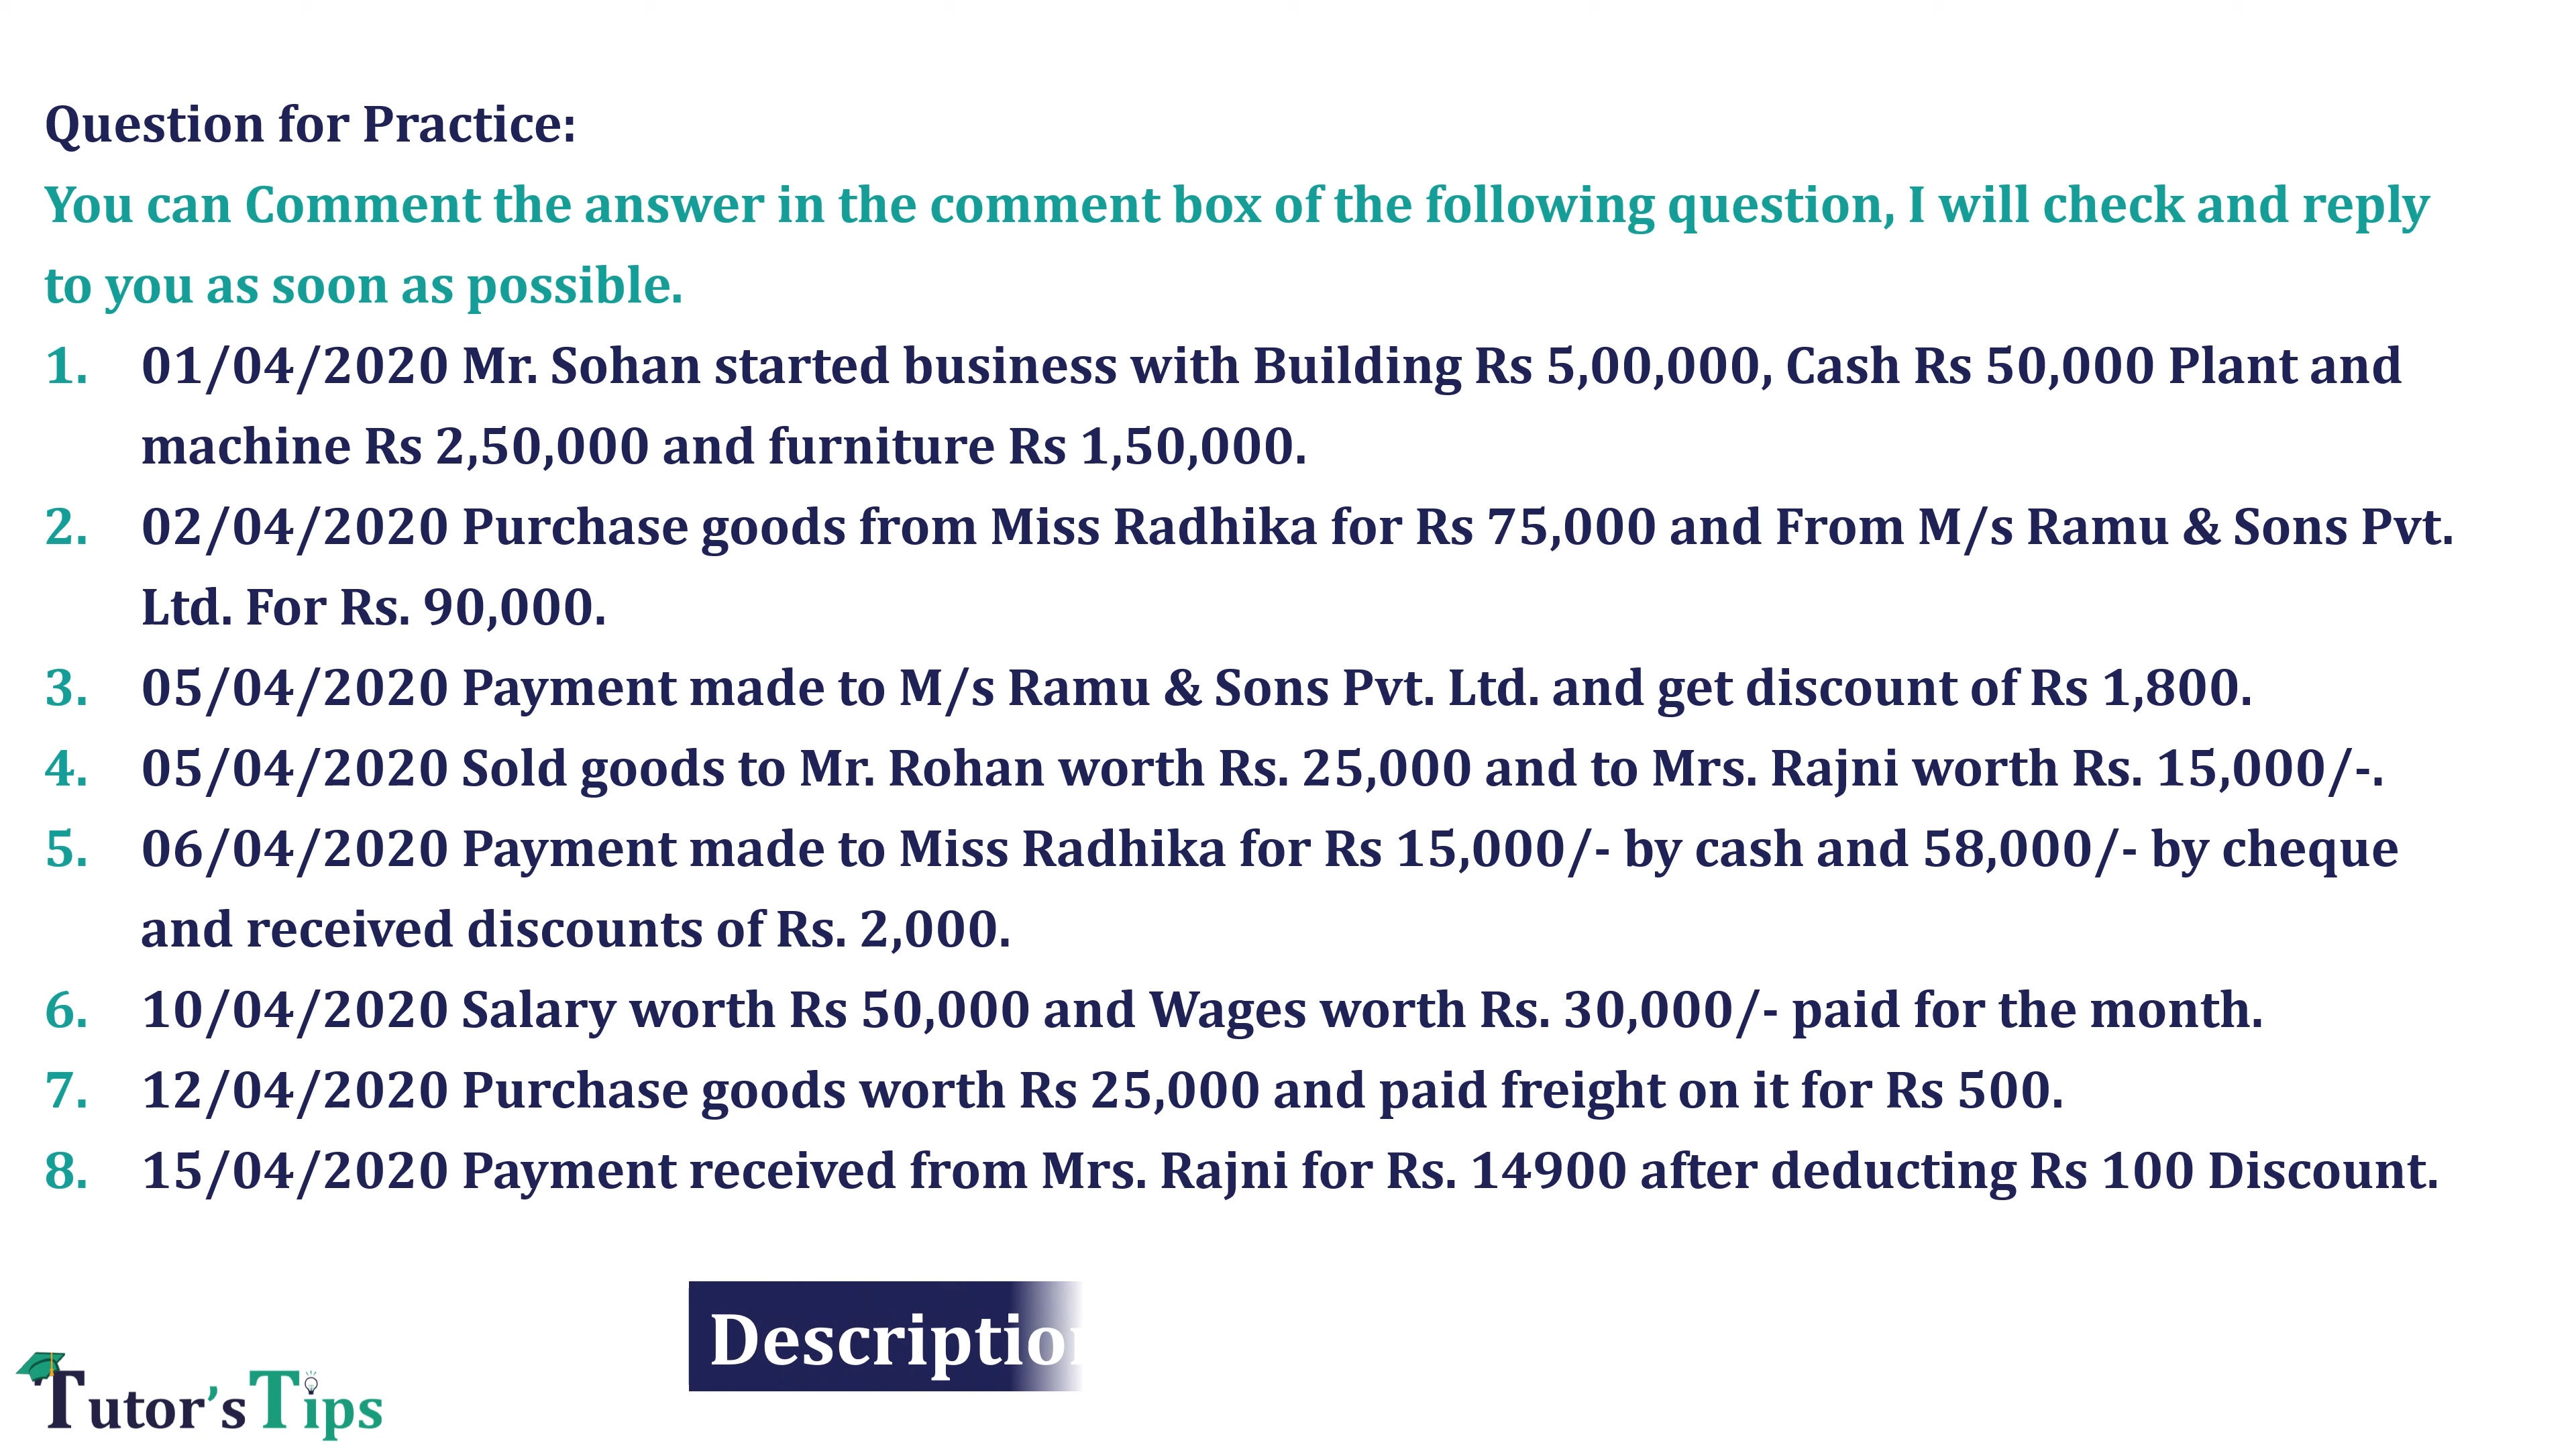 Question for Practice:
You can Comment the answer in the comment box of the following question, I will check and reply
to you as soon as possible.
1. 01/04/2020 Mr. Sohan started business with Building Rs 5,00,000, Cash Rs 50,000 Plant and
machine Rs 2,50,000 and furniture Rs 1,50,000.
2. 02/04/2020 Purchase goods from Miss Radhika for Rs 75,000 and From M/s Ramu & Sons Pvt.
Ltd. For Rs. 90,000.
3. 05/04/2020 Payment made to M/s Ramu & Sons Pvt. Ltd. and get discount of Rs 1,800.
4. 05/04/2020 Sold goods to Mr. Rohan worth Rs. 25,000 and to Mrs. Rajni worth Rs. 15,000/-.
5. 06/04/2020 Payment made to Miss Radhika for Rs 15,000/- by cash and 58,000/- by cheque
and received discounts of Rs. 2,000.
6. 10/04/2020 Salary worth Rs 50,000 and Wages worth Rs. 30,000/- paid for the month.
7. 12/04/2020 Purchase goods worth Rs 25,000 and paid freight on it for Rs 500.
8. 15/04/2020 Payment received from Mrs. Rajni for Rs. 14900 after deducting Rs 100 Discount.
Description
Tutor'sTips